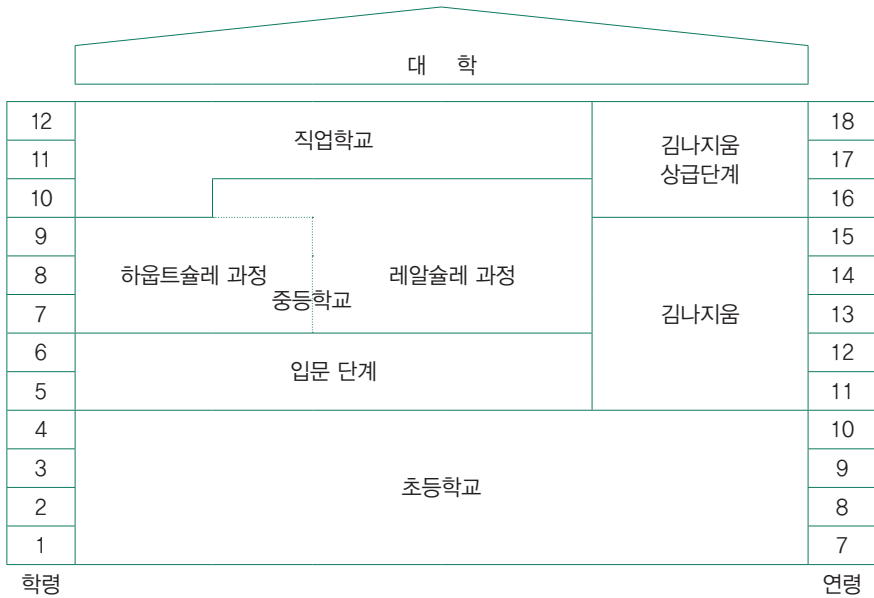 대 학
12
직업학교
김나지움
상급단계
18
11
17
10
16
9
15
8
하웁트슐레 과정
레알슐레 과정
14
중등학교
7
김나지움
13
6
입문 단계
12
5
11
4
10
3
초등학교
9
2
8
1
7
학령
연령